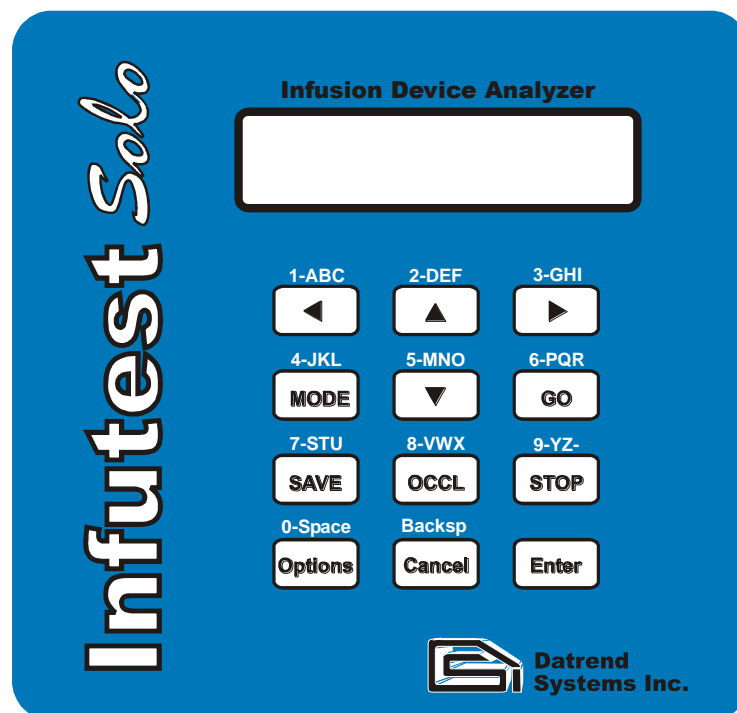 Infutest Solo
Infusion Device Analyzer
1-ABC 2-DEF 3-GHI
4-JKL 5-MNO 6-PQR
MODE GO
7-STU 8-VWX 9-YZ-
SAVE OCCL STOP
0-Space Backsp
Options Cancel Enter
Datrend
Systems Inc.